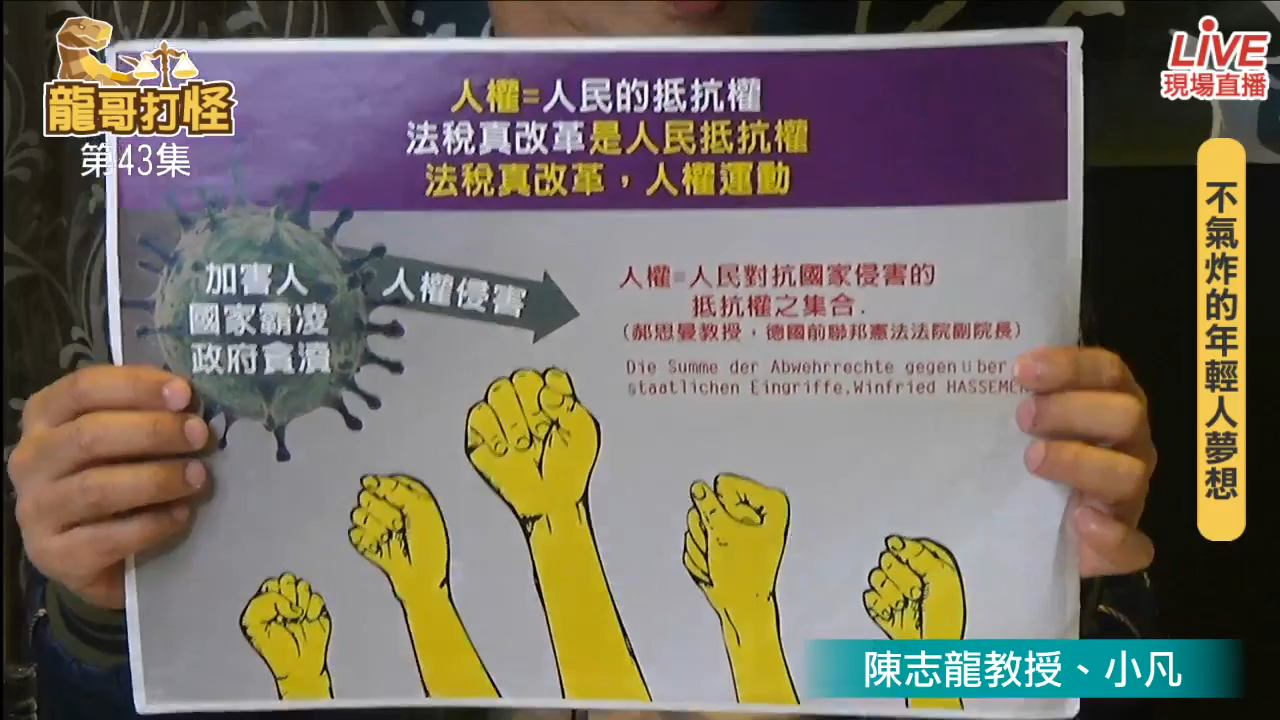 龍哥打怪
第43集
LIVE
現場直播
人權=人民的抵抗權
法稅真改革是人民抵抗權
法稅真改革，人權運動
加害人
國家霸凌
政府貪瀆
人權侵害
人權=人民對抗國家侵害的
抵抗權之集合.
(郝思曼教授，德國前聯邦憲法法院副院長)
Die Summe der Abwehrrechte gegenüber
staatlichen Eingriffe.Winfried HASSEME
不氣炸的年輕人夢想
陳志龍教授、小凡